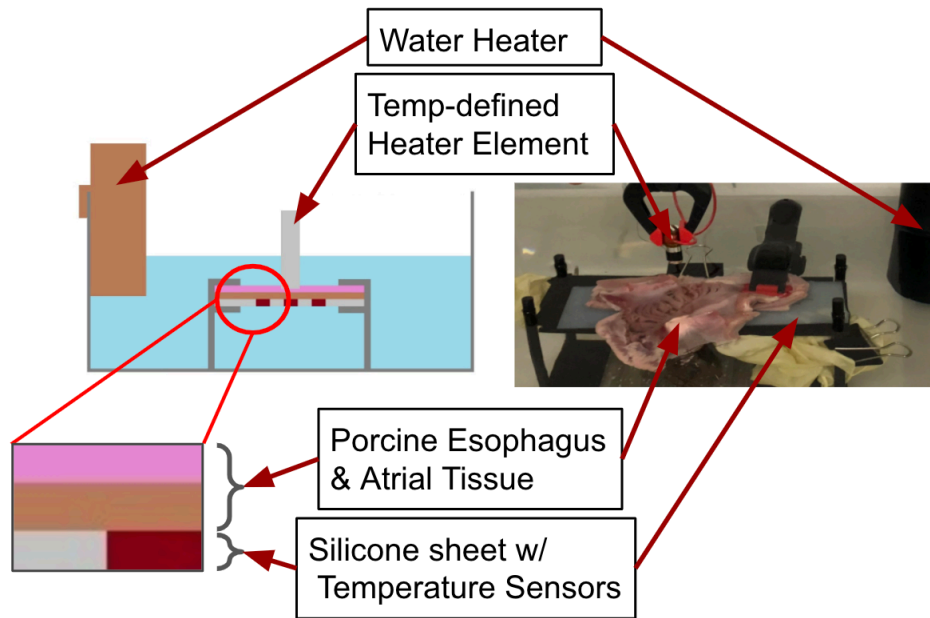 Water Heater
Temp-defined
Heater Element
Porcine Esophagus
& Atrial Tissue
Silicone sheet w/
Temperature Sensors